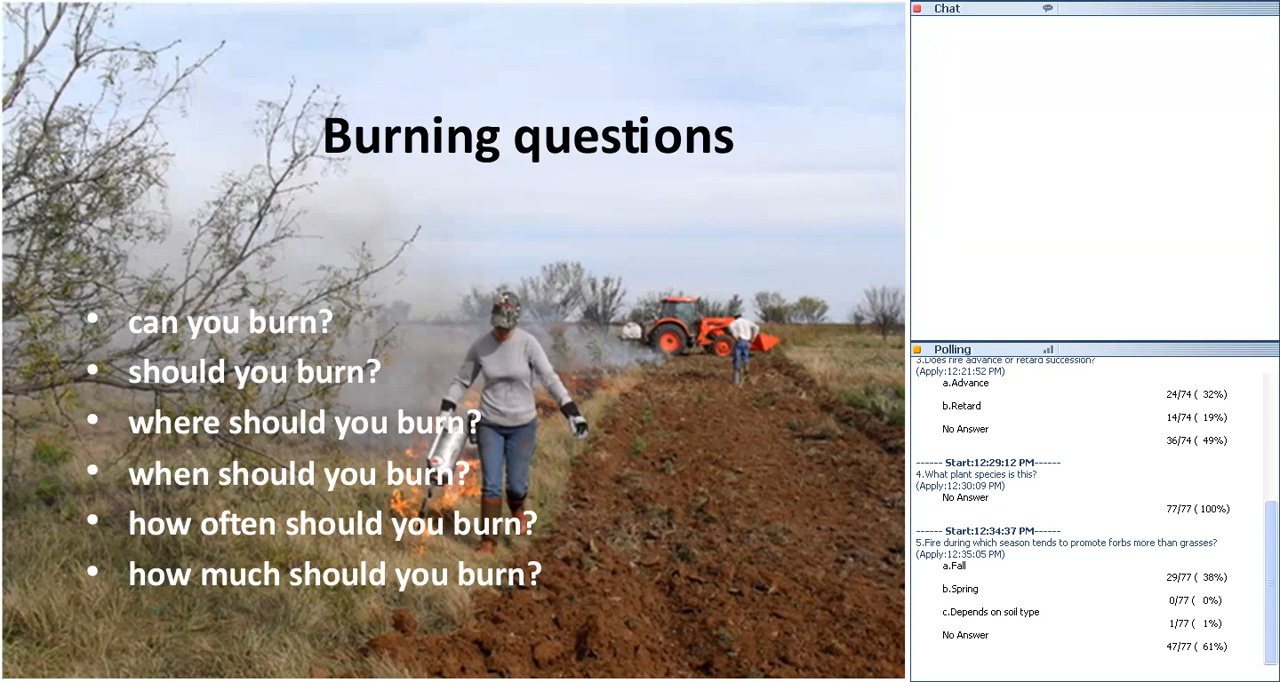 Burning questions
• can you burn?
• should you burn?
• where should you burn?
• when should you burn?
• how often should you burn?
• how much should you burn?
Chat
Polling
3.Does fire advance or retard succession?
(Apply:12:21:52 PM)
a.Advance
24/74 ( 32%)
b.Retard
14/74 ( 19%)
No Answer
36/74 ( 49%)
------ Start:12:29:12 PM------
4.What plant species is this?
(Apply:12:30:09 PM)
No Answer
77/77 ( 100%)
------ Start:12:34:37 PM------
5.Fire during which season tends to promote forbs more than grasses?
(Apply:12:35:05 PM)
a.Fall
29/77 ( 38%)
b.Spring
0/77 ( 0%)
c.Depends on soil type
1/77 ( 1%)
No Answer
47/77 ( 61%)